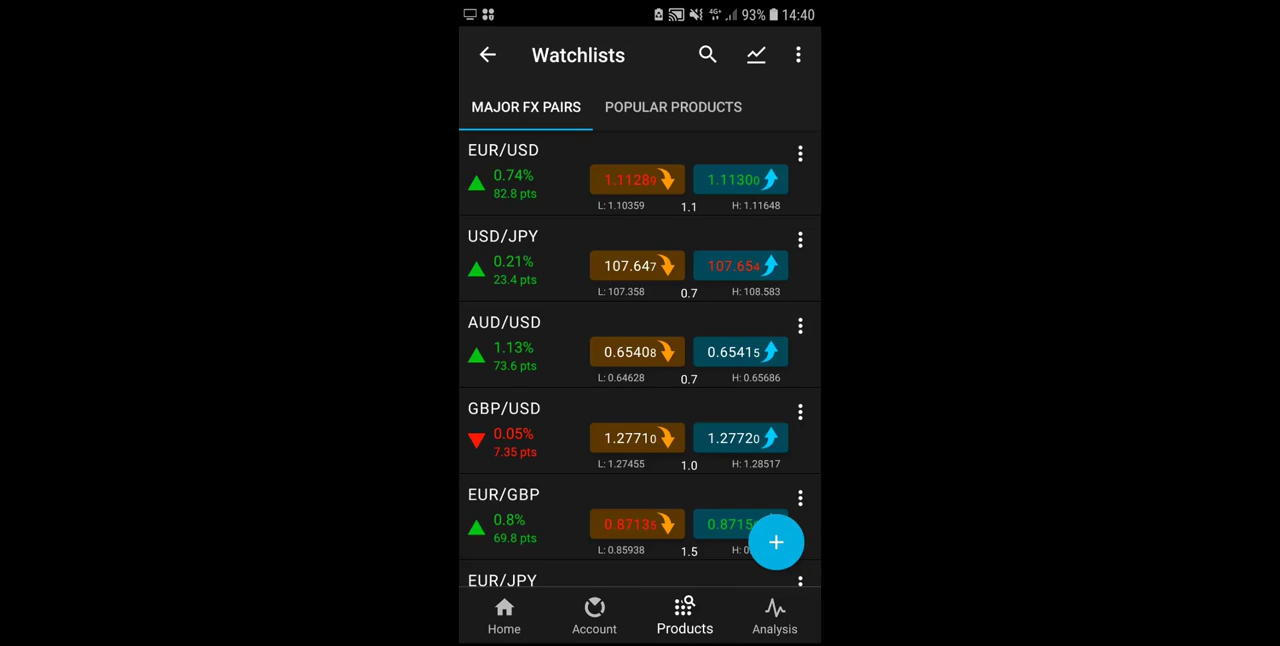 4G+ 93% 14:40
Watchlists
MAJOR FX PAIRS POPULAR PRODUCTS
EUR/USD
0.74% 1.11289 1.11300
82.8 pts
L: 1.10359 1.1 H: 1.11648
USD/JPY
0.21% 107.647 107.654
23.4 pts
L: 107.358 0.7 H: 108.583
AUD/USD
1.13% 0.65408 0.65415
73.6 pts
L: 0.64628 0.7 H: 0.65686
GBP/USD
0.05% 1.27710 1.27720
7.35 pts
L: 1.27455 1.0 H: 1.28517
EUR/GBP
0.8% 0.87135 0.8715
69.8 pts
L: 0.85938 1.5 H: 0.
EUR/JPY
Home Account Products Analysis